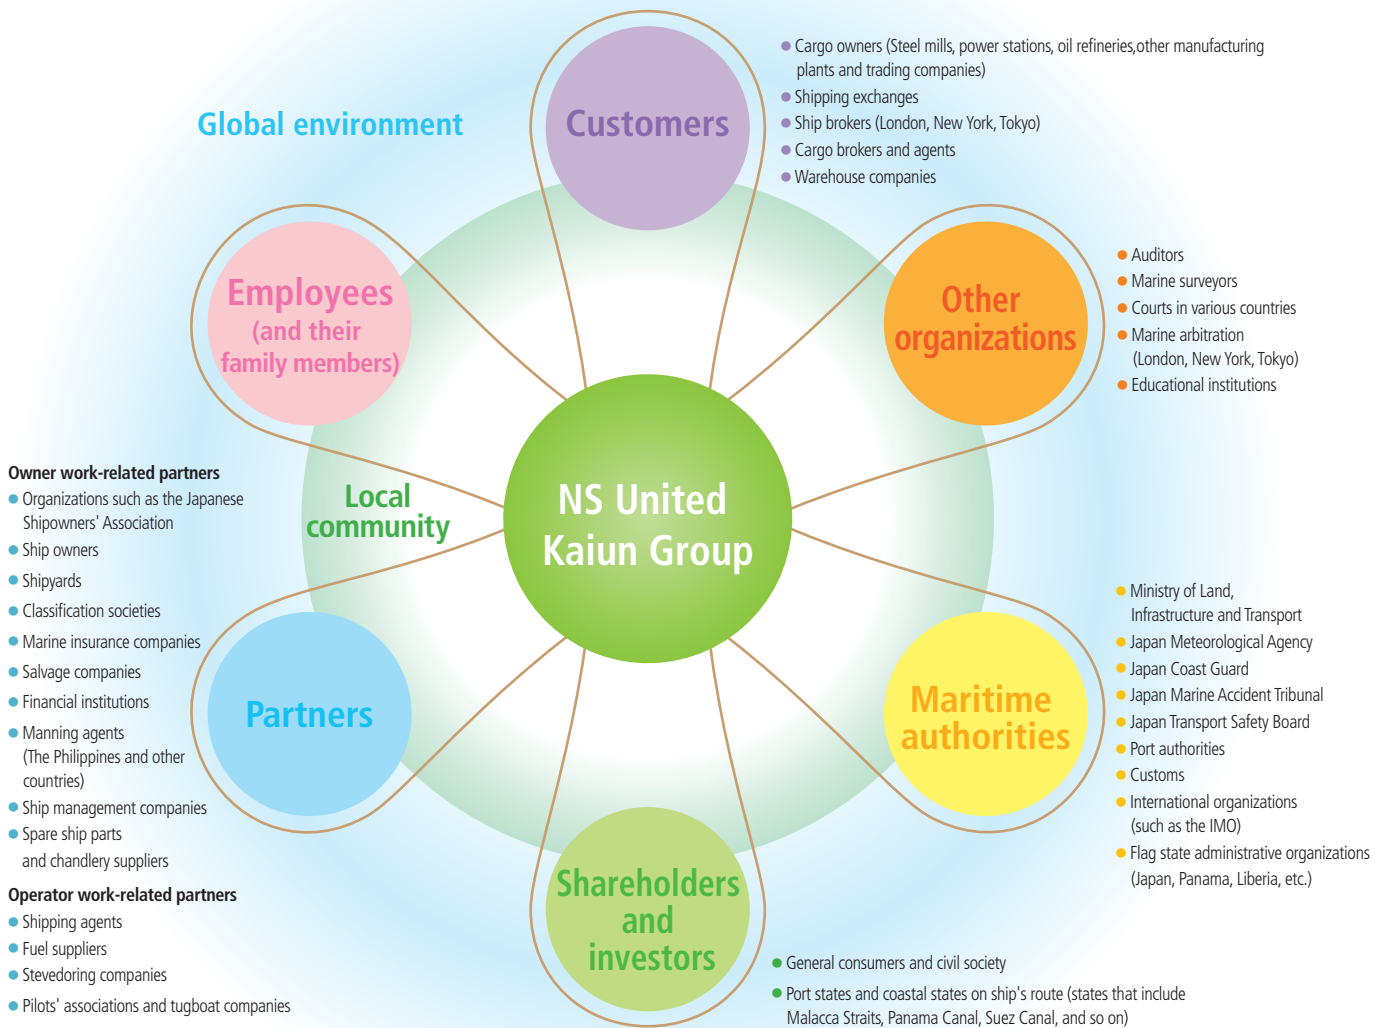 Global environment
Customers
● Cargo owners (Steel mills, power stations, oil refineries,other manufacturing
plants and trading companies)
● Shipping exchanges
● Ship brokers (London, New York, Tokyo)
● Cargo brokers and agents
● Warehouse companies
Employees
(and their
family members)
Other
organizations
● Auditors
● Marine surveyors
● Courts in various countries
● Marine arbitration
(London, New York, Tokyo)
● Educational institutions
Local
community
NS United
Kaiun Group
Owner work-related partners
● Organizations such as the Japanese
Shipowners' Association
● Ship owners
● Shipyards
● Classification societies
● Marine insurance companies
● Salvage companies
● Financial institutions
● Manning agents
(The Philippines and other
countries)
● Ship management companies
● Spare ship parts
and chandlery suppliers
Operator work-related partners
● Shipping agents
● Fuel suppliers
● Stevedoring companies
● Pilots' associations and tugboat companies
Partners
Maritime
authorities
● Ministry of Land,
Infrastructure and Transport
● Japan Meteorological Agency
● Japan Coast Guard
● Japan Marine Accident Tribunal
● Japan Transport Safety Board
● Port authorities
● Customs
● International organizations
(such as the IMO)
● Flag state administrative organizations
(Japan, Panama, Liberia, etc.)
Shareholders
and
investors
● General consumers and civil society
● Port states and coastal states on ship's route (states that include
Malacca Straits, Panama Canal, Suez Canal, and so on)